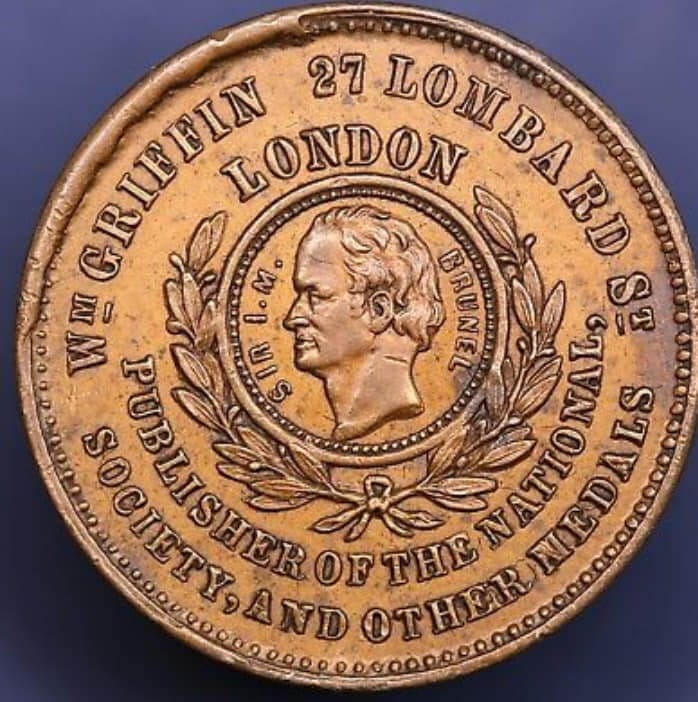 WM GRIFFIN 27 LOMBARD ST
LONDON
SIR I.M. BRUNEL
PUBLISHER OF THE NATIONAL,
SOCIETY, AND OTHER MEDALS